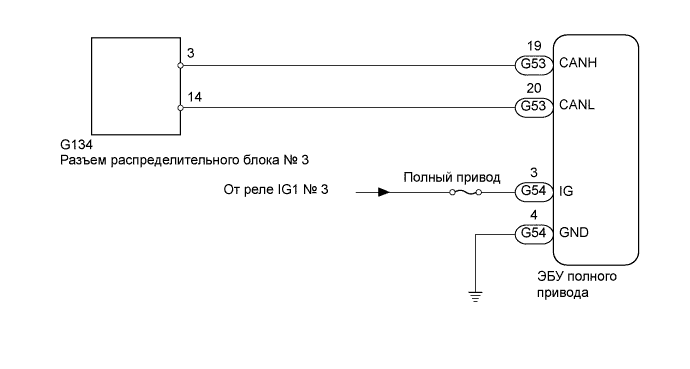 3
19
G53 CANH
14
20
G53 CANL
G134
Разъем распределительного блока № 3
Полный привод
3
От реле IG1 № 3
G54 IG
4
G54 GND
ЭБУ полного
привода